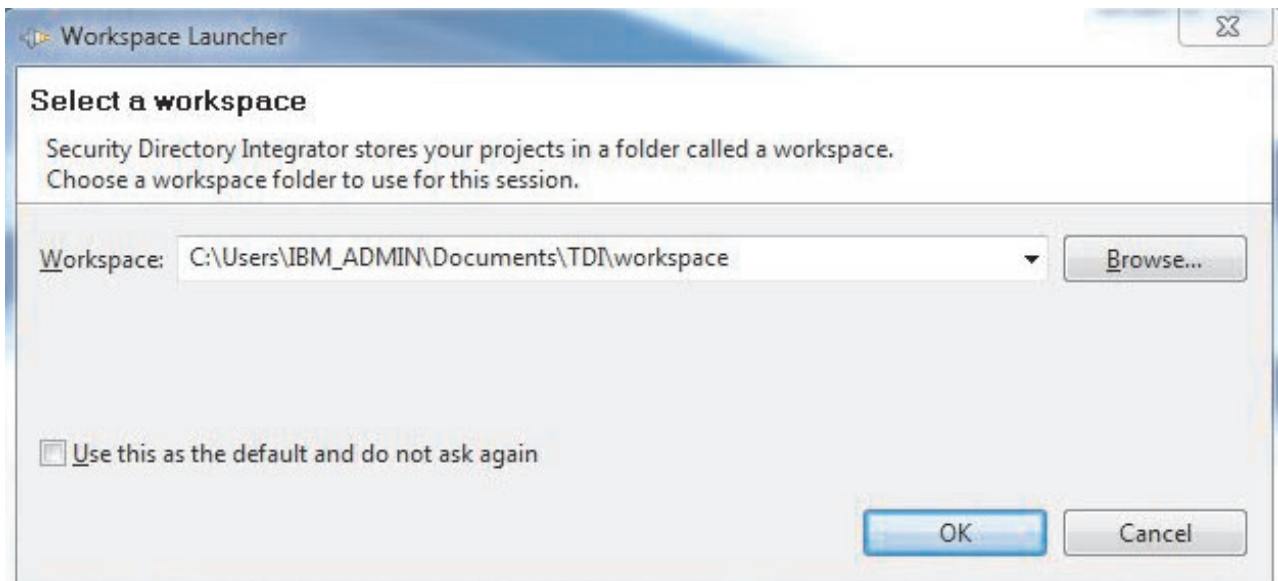 Workspace Launcher
Select a workspace
Security Directory Integrator stores your projects in a folder called a workspace.
Choose a workspace folder to use for this session.
Workspace: C:\Users\IBM_ADMIN\Documents\TDI\workspace Browse...
Use this as the default and do not ask again
OK Cancel